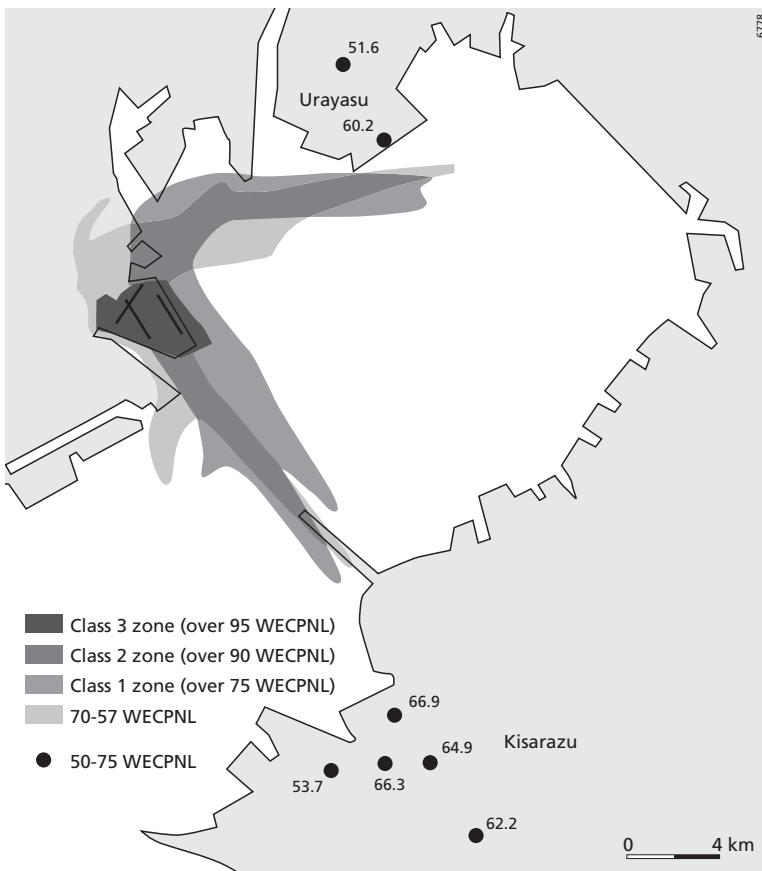 6778
51.6
Urayasu
60.2
Class 3 zone (over 95 WECPNL)
Class 2 zone (over 90 WECPNL)
Class 1 zone (over 75 WECPNL)
70-57 WECPNL
50-75 WECPNL
66.9
Kisarazu
64.9
53.7
66.3
62.2
0 4 km